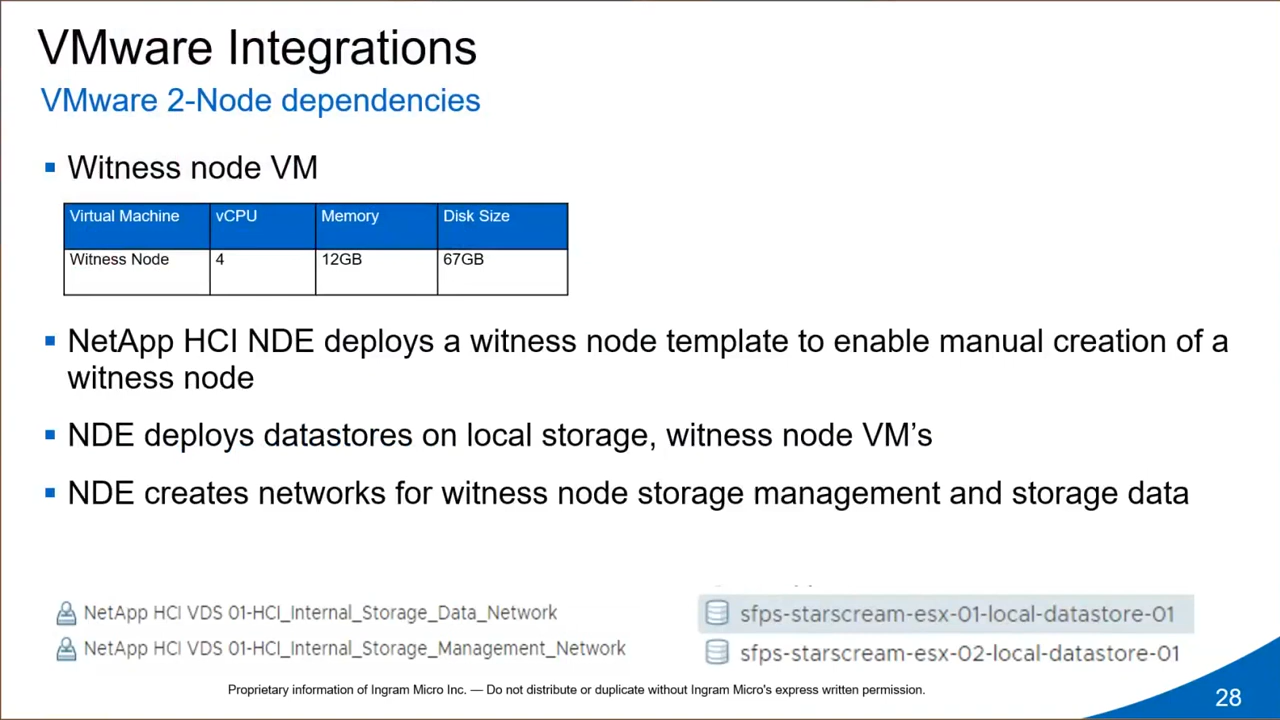 VMware Integrations
VMware 2-Node dependencies
Witness node VM
Virtual Machine vCPU Memory Disk Size
Witness Node 4 12GB 67GB
NetApp HCI NDE deploys a witness node template to enable manual creation of a
witness node
NDE deploys datastores on local storage, witness node VM’s
NDE creates networks for witness node storage management and storage data
NetApp HCI VDS 01-HCI_Internal_Storage_Data_Network
NetApp HCI VDS 01-HCI_Internal_Storage_Management_Network
sfps-starscream-esx-01-local-datastore-01
sfps-starscream-esx-02-local-datastore-01
Proprietary information of Ingram Micro Inc. — Do not distribute or duplicate without Ingram Micro's express written permission.
28